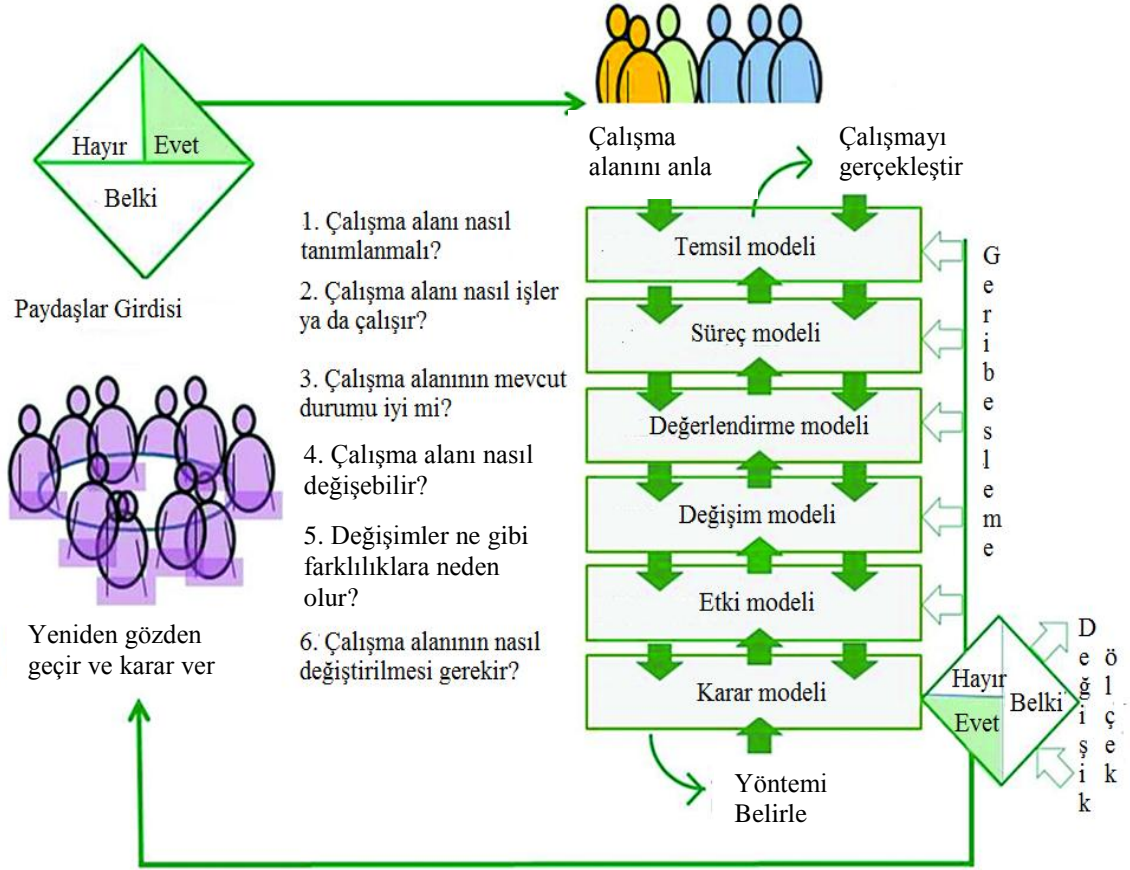 Hayır
Evet
Belki
Paydaşlar Girdisi
Yeniden gözden
geçir ve karar ver
1. Çalışma alanı nasıl
tanımlanmalı?
2. Çalışma alanı nasıl işler
ya da çalışır?
3. Çalışma alanının mevcut
durumu iyi mi?
4. Çalışma alanı nasıl
değişebilir?
5. Değişimler ne gibi
farklılıklara neden
olur?
6. Çalışma alanının nasıl
değiştirilmesi gerekir?
Çalışma
alanını anla
Çalışmayı
gerçekleştir
Temsil modeli
Süreç modeli
Değerlendirme modeli
Değişim modeli
Etki modeli
Karar modeli
Yöntemi
Belirle
Geribesleme
Hayır
Belki
Evet
Değişik
ölçek